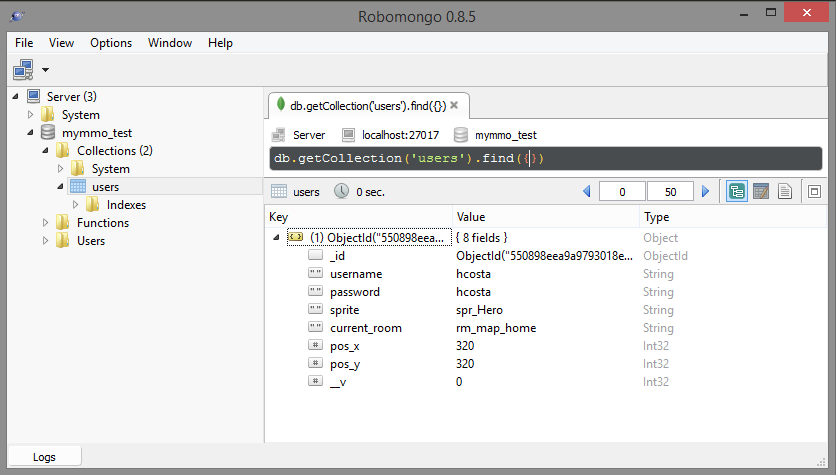 Robomongo 0.8.5
File View Options Window Help
Server (3)
System
mymmo_test
Collections (2)
System
users
Indexes
Functions
Users
db.getCollection('users').find({})
Server localhost:27017 mymmo_test
db.getCollection('users').find({})
users 0 sec. 0 50
Key Value Type
(1) ObjectId("550898eea... { 8 fields } Object
_id ObjectId("550898eea9a9793018e... ObjectId
username hcosta String
password hcosta String
sprite spr_Hero String
current_room rm_map_home String
pos_x 320 Int32
pos_y 320 Int32
__v 0 Int32
Logs